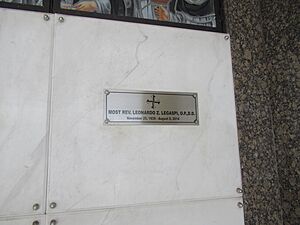 MOST REV. LEONARDO Z. LEGASPI, O.P., D.D.
November 25, 1935 - August 8, 2014